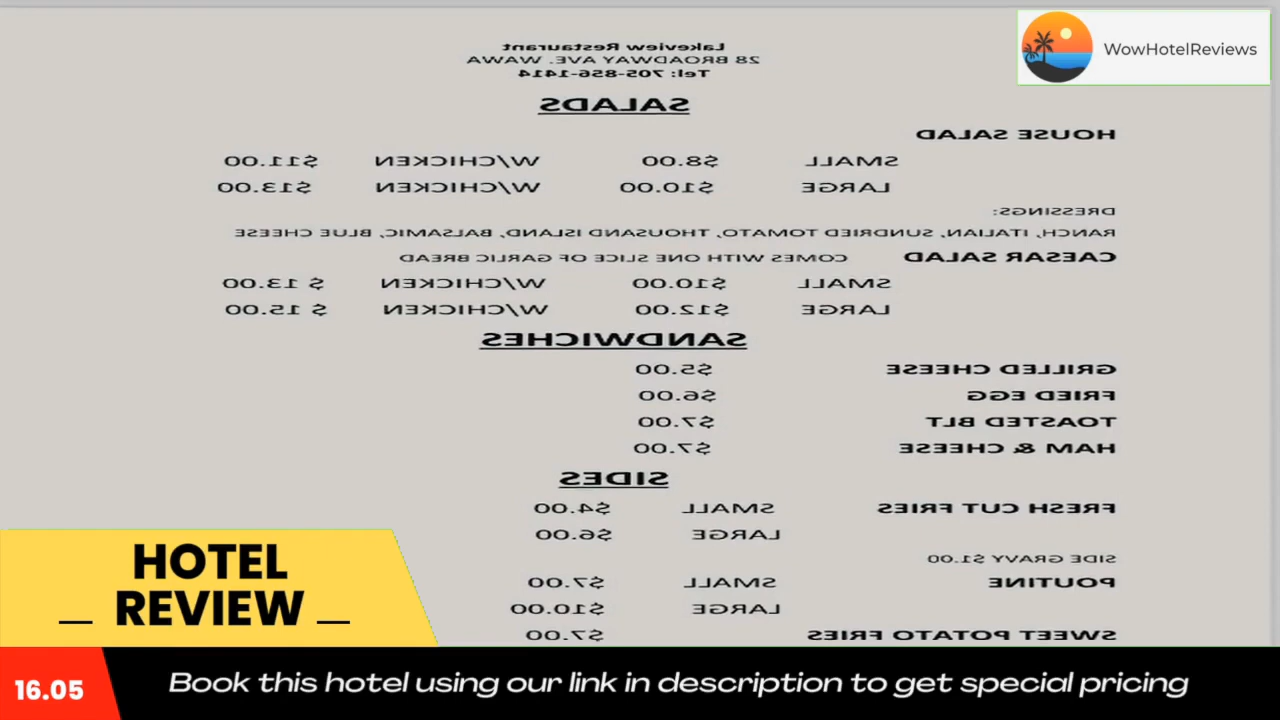 Lakeview Restaurant
28 BROADWAY AVE. WAWA
Tel: 705-856-1414
WowHotelReviews
SALADS
HOUSE SALAD
SMALL $8.00 W/CHICKEN $11.00
LARGE $10.00 W/CHICKEN $13.00
DRESSINGS:
RANCH, ITALIAN, SUNDRIED TOMATO, THOUSAND ISLAND, BALSAMIC, BLUE CHEESE
CAESAR SALAD COMES WITH ONE SLICE OF GARLIC BREAD
SMALL $10.00 W/CHICKEN $ 13.00
LARGE $12.00 W/CHICKEN $ 15.00
SANDWICHES
GRILLED CHEESE $5.00
FRIED EGG $6.00
TOASTED BLT $7.00
HAM & CHEESE $7.00
SIDES
FRESH CUT FRIES SMALL $4.00
LARGE $6.00
SIDE GRAVY $1.00
POUTINE SMALL $7.00
LARGE $10.00
SWEET POTATO FRIES $7.00
HOTEL
_ REVIEW _
16.05
Book this hotel using our link in description to get special pricing